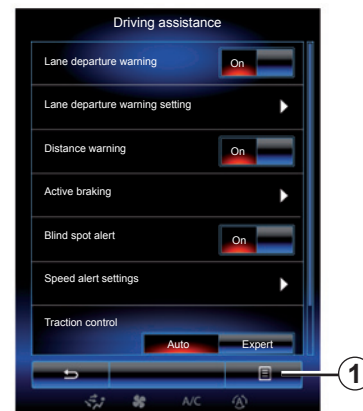 Driving assistance
Lane departure warning On
Lane departure warning setting
Distance warning On
Active braking
Blind spot alert On
Speed alert settings
Traction control
Auto Expert
1
A/C A